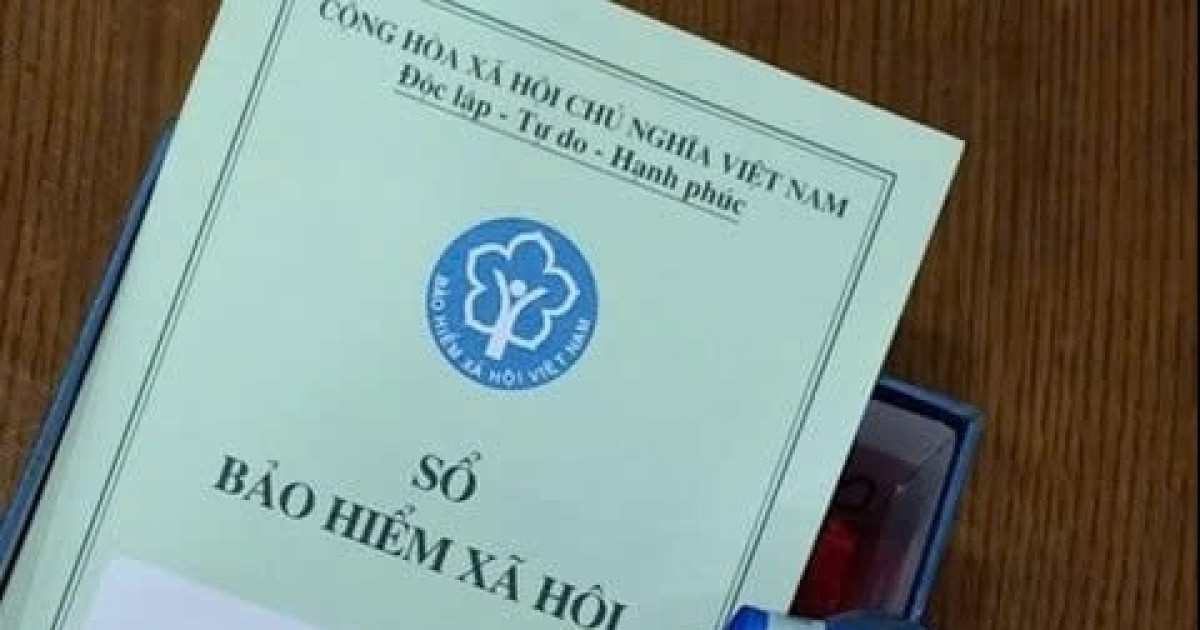 CỘNG HÒA XÃ HỘI CHỦ NGHĨA VIỆT NAM
Độc lập - Tự do - Hạnh phúc
BẢO HIỂM XÃ HỘI VIỆT NAM
SỔ
BẢO HIỂM XÃ HỘI